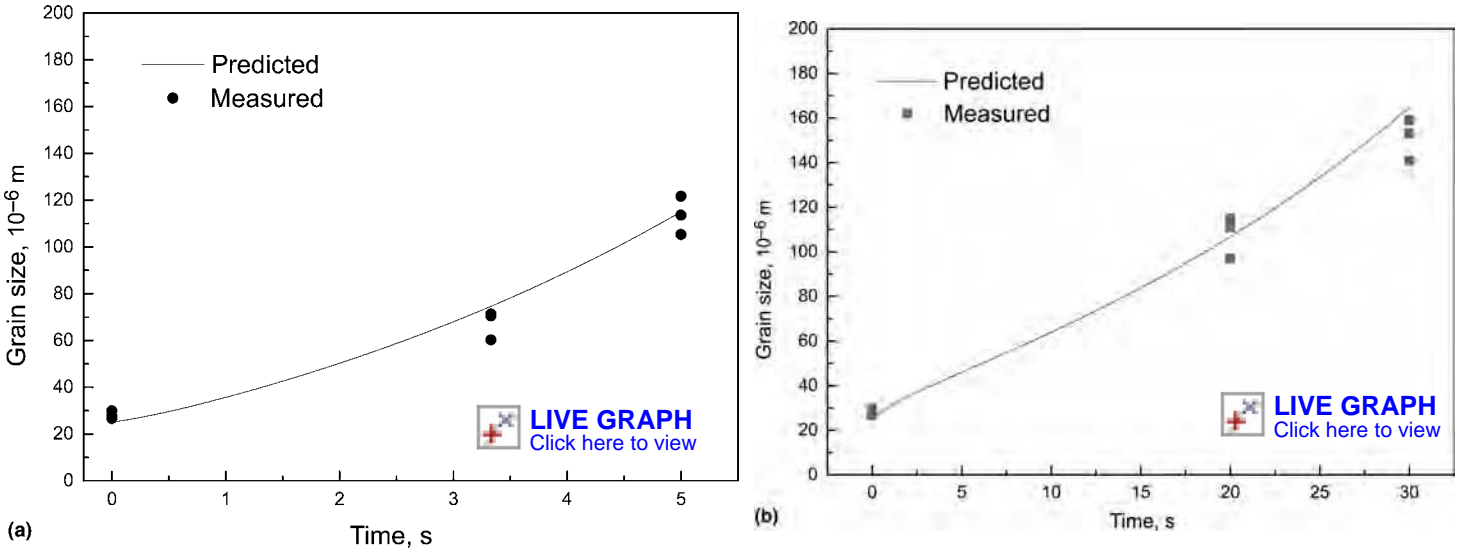 200
180
160
140
120
100
80
60
40
20
0
Grain size, 10⁻⁶ m
Predicted
Measured
LIVE GRAPH
Click here to view
0 1 2 3 4 5
Time, s
(a)
200
180
160
140
120
100
80
60
40
20
0
Grain size, 10⁻⁶ m
Predicted
Measured
LIVE GRAPH
Click here to view
0 5 10 15 20 25 30
Time, s
(b)